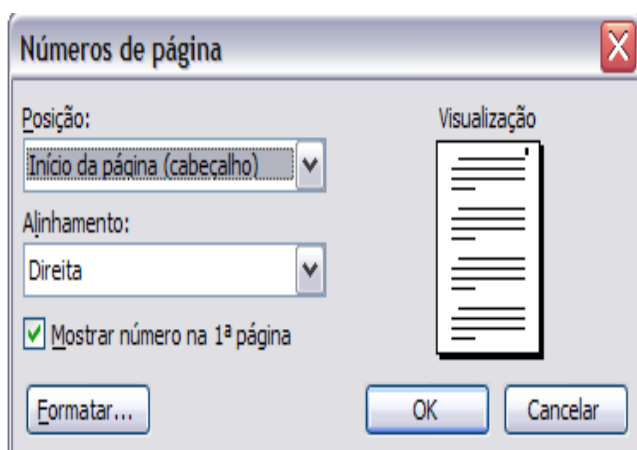 Números de página
Posição:
Visualização
Início da página (cabeçalho)
Alinhamento:
Direita
Mostrar número na 1ª página
Formatar...
OK
Cancelar